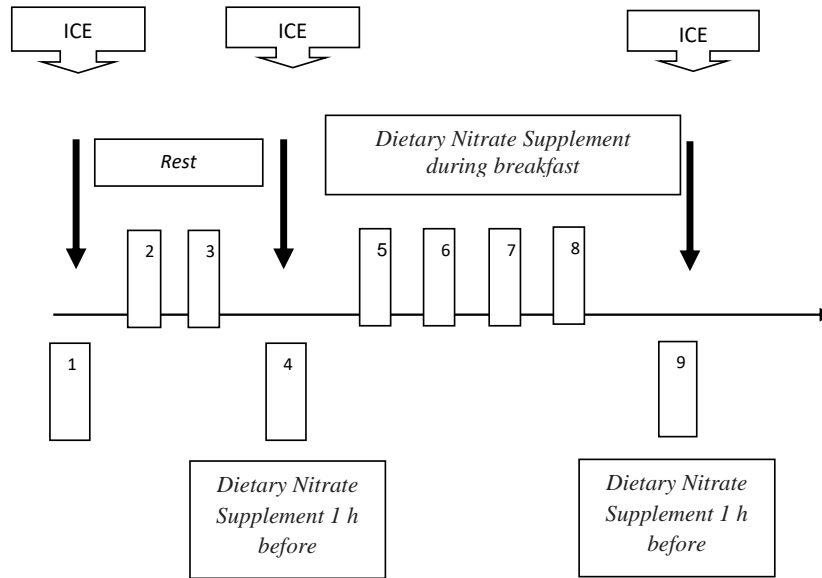 ICE
ICE
ICE
Rest
Dietary Nitrate Supplement
during breakfast
2
3
5
6
7
8
1
4
9
Dietary Nitrate
Supplement 1 h
before
Dietary Nitrate
Supplement 1 h
before